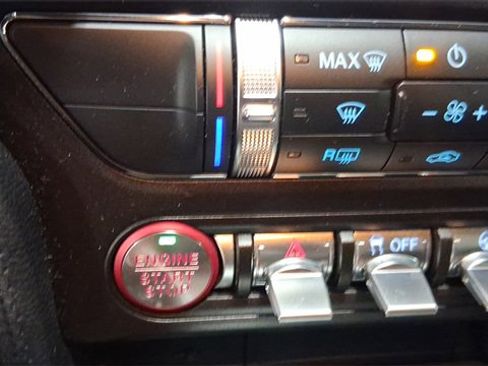 MAX
- +
R
OFF
ENGINE
START
STOP